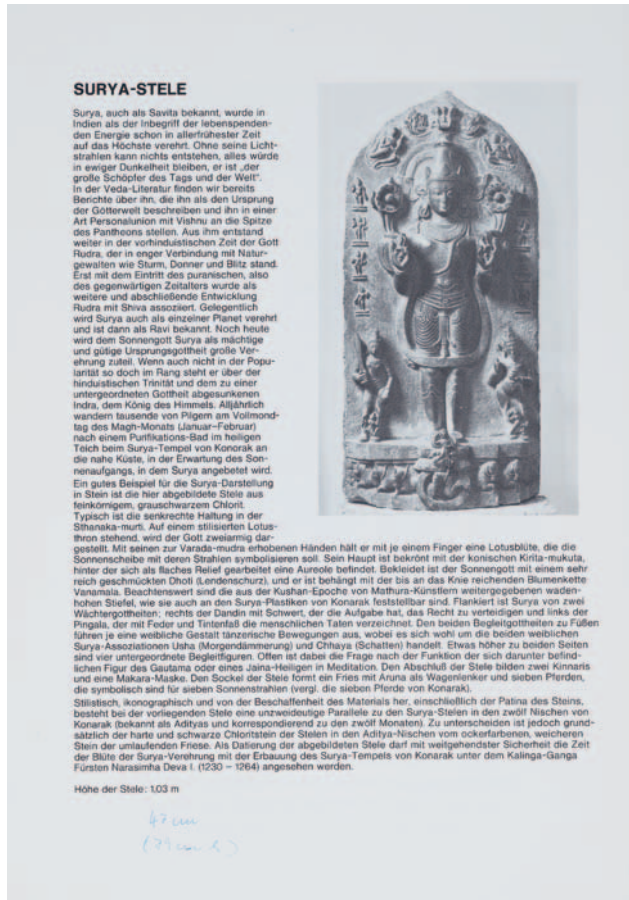 SURYA-STELE
Surya, auch als Savita bekannt, wurde in
Indien als der Inbegriff der lebenspenden-
den Energie schon in allerfrühester Zeit
auf das Höchste verehrt. Ohne seine Licht-
strahlen kann nichts entstehen, alles würde
in ewiger Dunkelheit bleiben, er ist „der
große Schöpfer des Tags und der Welt“.
In der Veda-Literatur finden wir bereits
Berichte über ihn, die ihn als den Ursprung
der Götterwelt beschreiben und ihn in einer
Art Personalunion mit Vishnu an die Spitze
des Pantheons stellen. Aus ihm entstand
weiter in der vorhinduistischen Zeit der Gott
Rudra, der in enger Verbindung mit Natur-
gewalten wie Sturm, Donner und Blitz stand.
Erst mit dem Eintritt des puranischen, also
des gegenwärtigen Zeitalters wurde als
weitere und abschließende Entwicklung
Rudra mit Shiva assoziiert. Gelegentlich
wird Surya auch als einzelner Planet verehrt
und ist dann als Ravi bekannt. Noch heute
wird dem Sonnengott Surya als mächtige
und gütige Ursprungsgottheit große Ver-
ehrung zuteil. Wenn auch nicht in der Popu-
larität so doch im Rang steht er über der
hinduistischen Trinität und dem zu einer
untergeordneten Gottheit abgesunkenen
Indra, dem König des Himmels. Alljährlich
wandern tausende von Pilgern am Vollmond-
tag des Magh-Monats (Januar–Februar)
nach einem Purifikations-Bad im heiligen
Teich beim Surya-Tempel von Konorak an
die nahe Küste, in der Erwartung des Son-
nenaufgangs, in dem Surya angebetet wird.
Ein gutes Beispiel für die Surya-Darstellung
in Stein ist die hier abgebildete Stele aus
feinkörnigem, grauschwarzem Chlorit.
Typisch ist die senkrechte Haltung in der
Sthanaka-murti. Auf einem stilisierten Lotus-
thron stehend, wird der Gott zweiarmig dar-
gestellt. Mit seinen zur Varada-mudra erhobenen Händen hält er mit je einem Finger eine Lotusblüte, die die
Sonnenscheibe mit deren Strahlen symbolisieren soll. Sein Haupt ist bekrönt mit der konischen Kirita-mukuta,
hinter der sich als flaches Relief gearbeitet eine Aureole befindet. Bekleidet ist der Sonnengott mit einem sehr
reich geschmückten Dhoti (Lendenschurz), und er ist behängt mit der bis an das Knie reichenden Blumenkette
Vanamala. Beachtenswert sind die aus der Kushan-Epoche von Mathura-Künstlern weitergegebenen waden-
hohen Stiefel, wie sie auch an den Surya-Plastiken von Konarak feststellbar sind. Flankiert ist Surya von zwei
Wächtergottheiten; rechts der Dandin mit Schwert, der die Aufgabe hat, das Recht zu verteidigen und links der
Pingala, der mit Feder und Tintenfaß die menschlichen Taten verzeichnet. Den beiden Begleitgottheiten zu Füßen
führen je eine weibliche Gestalt tänzerische Bewegungen aus, wobei es sich wohl um die beiden weiblichen
Surya-Assoziationen Usha (Morgendämmerung) und Chhaya (Schatten) handelt. Etwas höher zu beiden Seiten
sind vier untergeordnete Begleitfiguren. Offen ist dabei die Frage nach der Funktion der sich darunter befind-
lichen Figur des Gautama oder eines Jaina-Heiligen in Meditation. Den Abschluß der Stele bilden zwei Kinnaris
und eine Makara-Maske. Den Sockel der Stele formt ein Fries mit Aruna als Wagenlenker und sieben Pferden,
die symbolisch sind für sieben Sonnenstrahlen (vergl. die sieben Pferde von Konarak).
Stilistisch, ikonographisch und von der Beschaffenheit des Materials her, einschließlich der Patina des Steins,
besteht bei der vorliegenden Stele eine unzweideutige Parallele zu den Surya-Stelen in den zwölf Nischen von
Konarak (bekannt als Adityas und korrespondierend zu den zwölf Monaten). Zu unterscheiden ist jedoch grund-
sätzlich der harte und schwarze Chloritstein der Stelen in den Aditya-Nischen vom ockerfarbenen, weicheren
Stein der umlaufenden Friese. Als Datierung der abgebildeten Stele darf mit weitgehendster Sicherheit die Zeit
der Blüte der Surya-Verehrung mit der Erbauung des Surya-Tempels von Konarak unter dem Kalinga-Ganga
Fürsten Narasimha Deva I. (1230 – 1264) angesehen werden.
Höhe der Stele: 1,03 m
47 cm